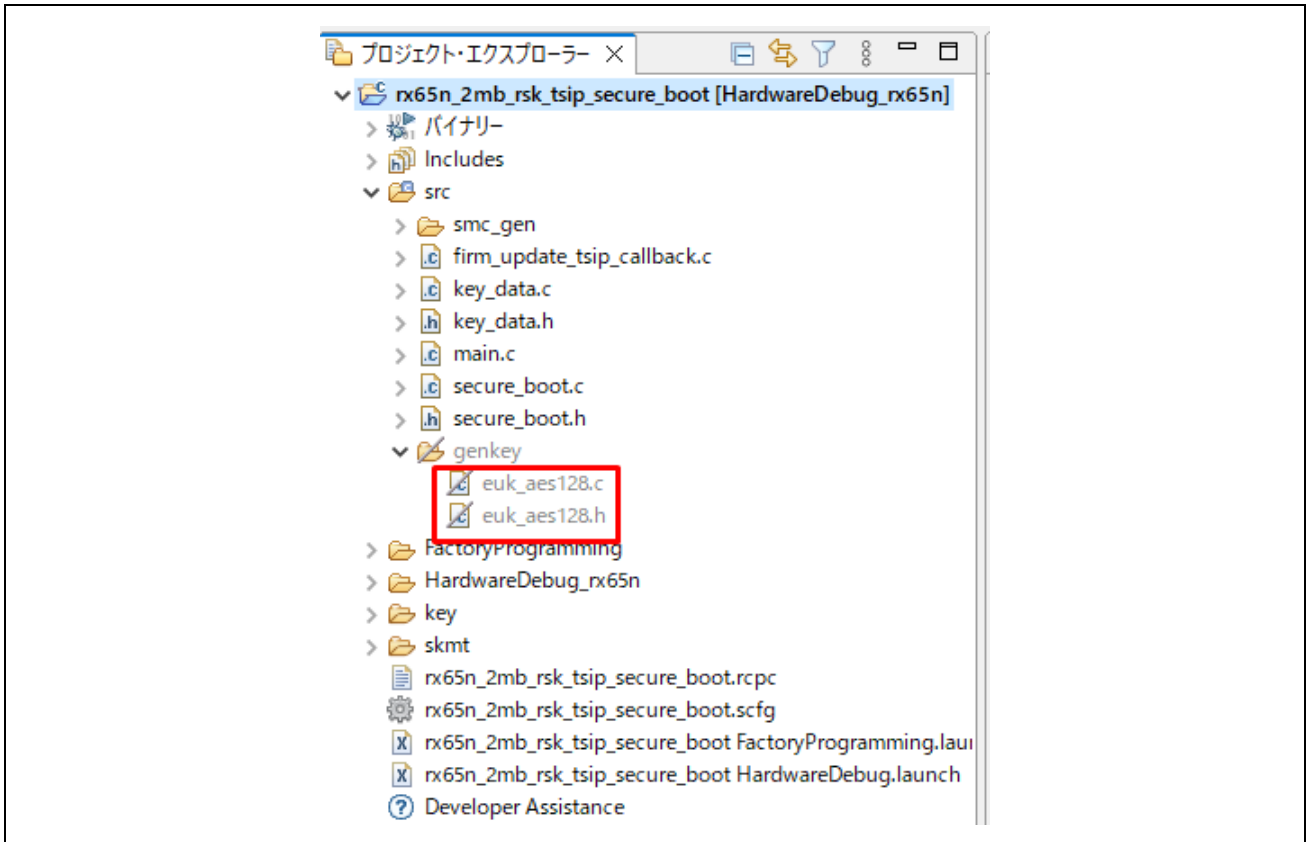 プロジェクト・エクスプローラー
rx65n_2mb_rsk_tsip_secure_boot [HardwareDebug_rx65n]
バイナリー
Includes
src
smc_gen
firm_update_tsip_callback.c
key_data.c
key_data.h
main.c
secure_boot.c
secure_boot.h
genkey
euk_aes128.c
euk_aes128.h
FactoryProgramming
HardwareDebug_rx65n
key
skmt
rx65n_2mb_rsk_tsip_secure_boot.rcpc
rx65n_2mb_rsk_tsip_secure_boot.scfg
rx65n_2mb_rsk_tsip_secure_boot FactoryProgramming.lau
rx65n_2mb_rsk_tsip_secure_boot HardwareDebug.launch
Developer Assistance